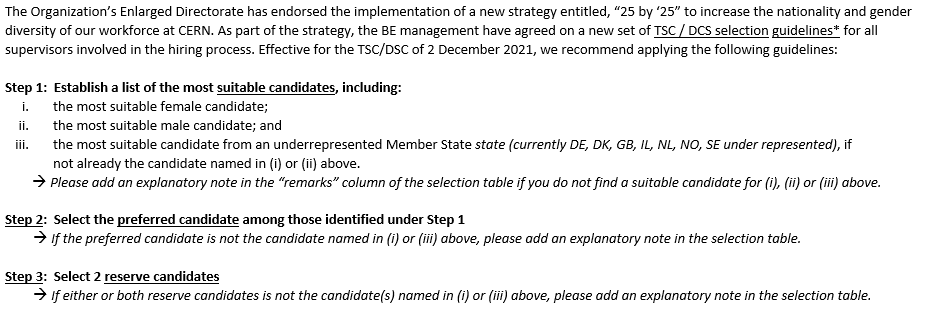 The Organization's Enlarged Directorate has endorsed the implementation of a new strategy entitled, "25 by '25" to increase the nationality and gender
diversity of our workforce at CERN. As part of the strategy, the BE management have agreed on a new set of TSC / DCS selection guidelines* for all
supervisors involved in the hiring process. Effective for the TSC/DSC of 2 December 2021, we recommend applying the following guidelines:
Step 1: Establish a list of the most suitable candidates, including:
i. the most suitable female candidate;
ii. the most suitable male candidate; and
iii. the most suitable candidate from an underrepresented Member State state (currently DE, DK, GB, IL, NL, NO, SE under represented), if
not already the candidate named in (i) or (ii) above.
→ Please add an explanatory note in the "remarks" column of the selection table if you do not find a suitable candidate for (i), (ii) or (iii) above.
Step 2: Select the preferred candidate among those identified under Step 1
→ If the preferred candidate is not the candidate named in (i) or (iii) above, please add an explanatory note in the selection table.
Step 3: Select 2 reserve candidates
→ If either or both reserve candidates is not the candidate(s) named in (i) or (iii) above, please add an explanatory note in the selection table.